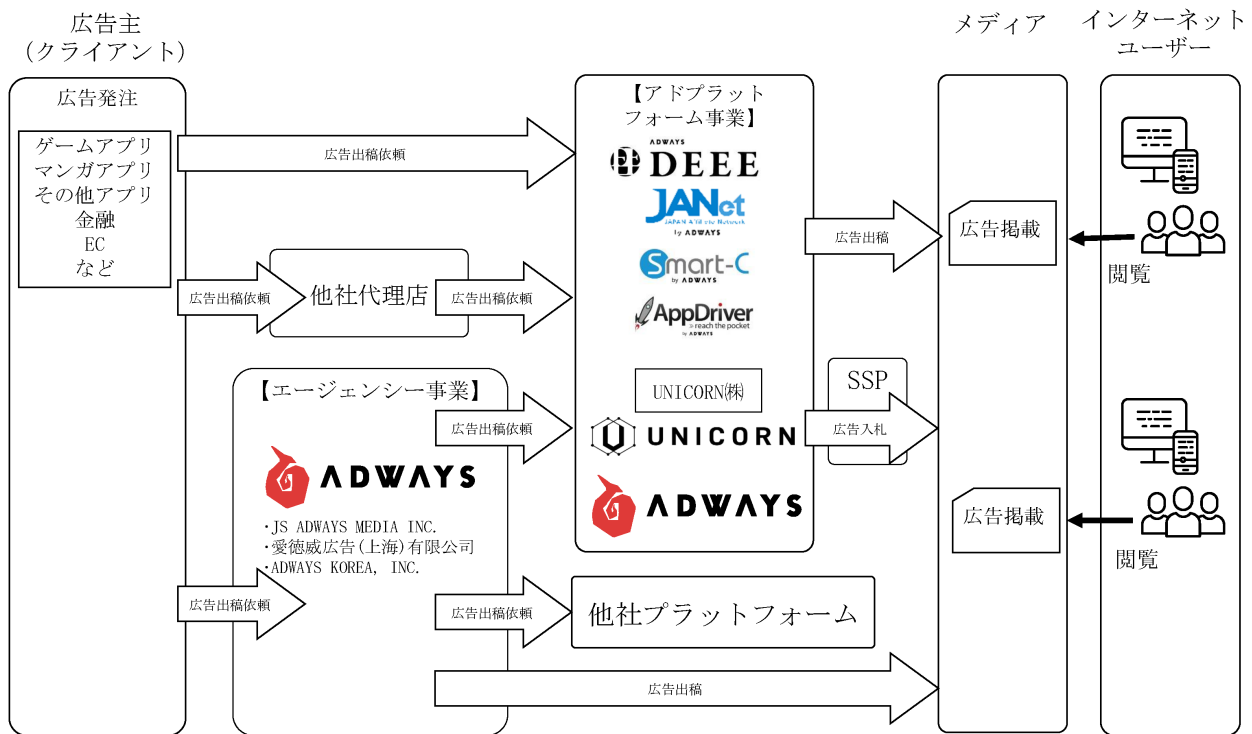 広告主
(クライアント)
広告発注
ゲームアプリ
マンガアプリ
その他アプリ
金融
EC
など
広告出稿依頼
広告出稿依頼
他社代理店
広告出稿依頼
【エージェンシー事業】
ADWAYS
・JS ADWAYS MEDIA INC.
・愛徳威広告(上海)有限公司
・ADWAYS KOREA, INC.
広告出稿依頼
広告出稿依頼
広告出稿依頼
広告出稿
【アドプラット
フォーム事業】
ADWAYS
DEEE
JANet
JAPAN Affiliate Network
by ADWAYS
Smart-C
by ADWAYS
AppDriver
reach the pocket
by ADWAYS
UNICORN㈱
UNICORN
ADWAYS
他社プラットフォーム
広告出稿
SSP
広告入札
メディア
広告掲載
広告掲載
インターネット
ユーザー
閲覧
閲覧